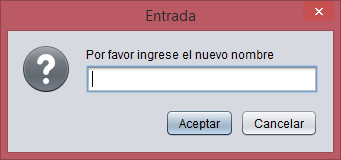 Entrada
Por favor ingrese el nuevo nombre
Aceptar
Cancelar